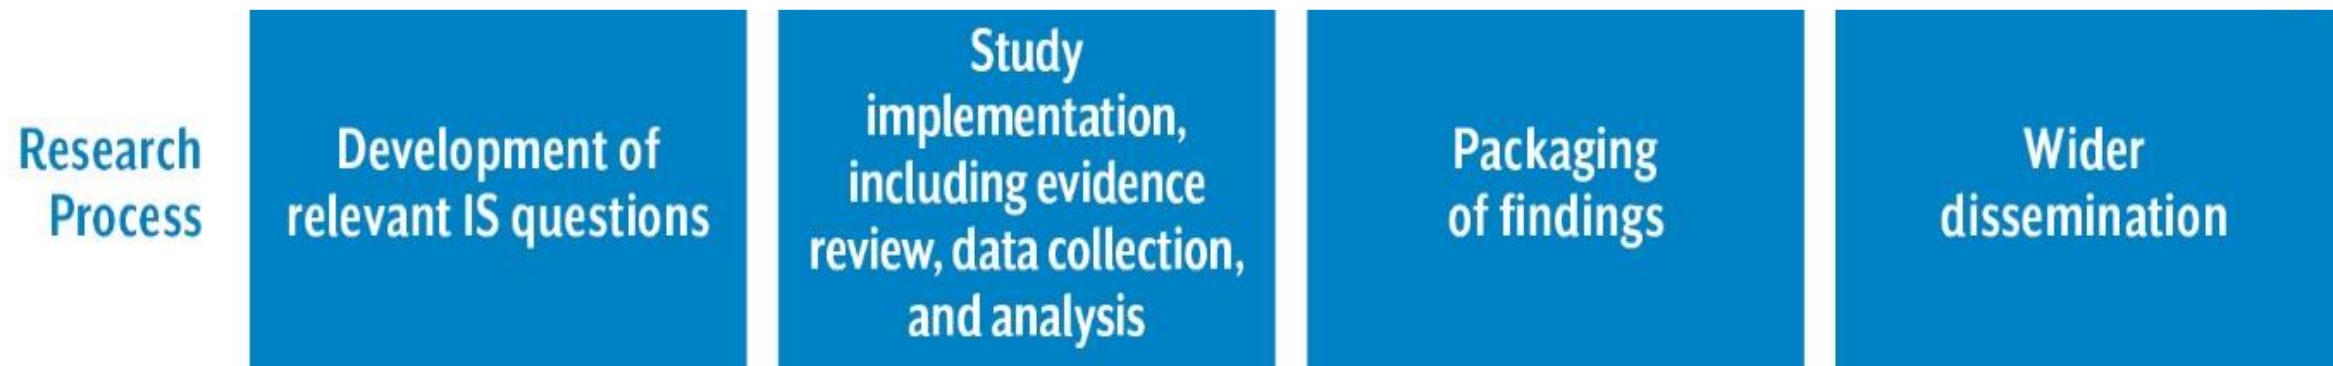 Research
Process
Development of
relevant IS questions
Study
implementation,
including evidence
review, data collection,
and analysis
Packaging
of findings
Wider
dissemination